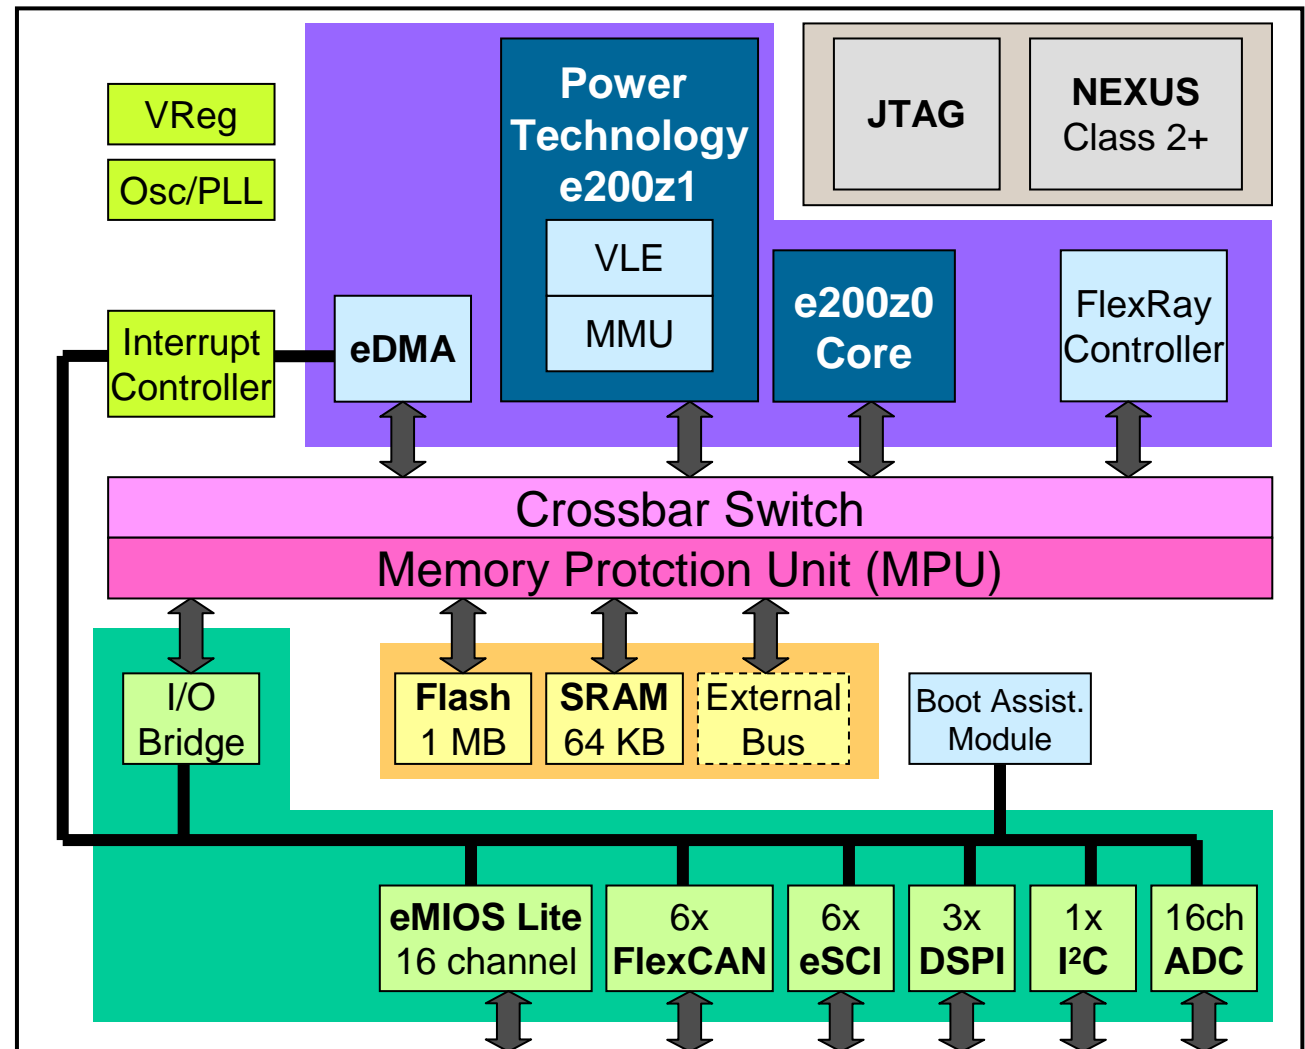 VReg
Osc/PLL
Power
Technology
e200z1
VLE
MMU
JTAG
NEXUS
Class 2+
Interrupt
Controller
eDMA
e200z0
Core
FlexRay
Controller
Crossbar Switch
Memory Protction Unit (MPU)
I/O
Bridge
Flash
1 MB
SRAM
64 KB
External
Bus
Boot Assist.
Module
eMIOS Lite
16 channel
6x
FlexCAN
6x
eSCI
3x
DSPI
1x
I²C
16ch
ADC